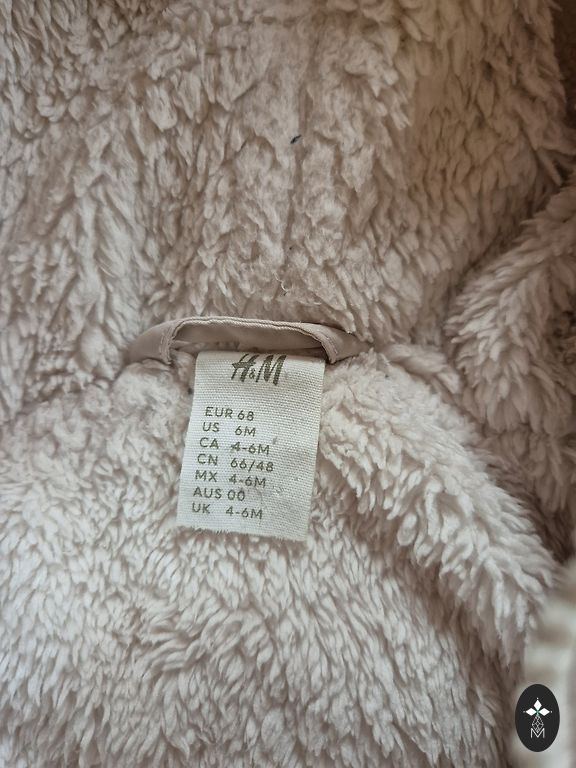 H&M
EUR 68
US 6M
CA 4-6M
CN 66/48
MX 4-6M
AUS 00
UK 4-6M